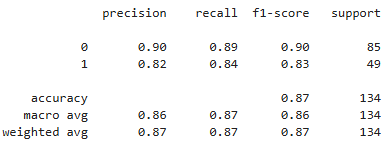 precision recall f1-score support
0 0.90 0.89 0.90 85
1 0.82 0.84 0.83 49
accuracy 0.87 134
macro avg 0.86 0.87 0.86 134
weighted avg 0.87 0.87 0.87 134